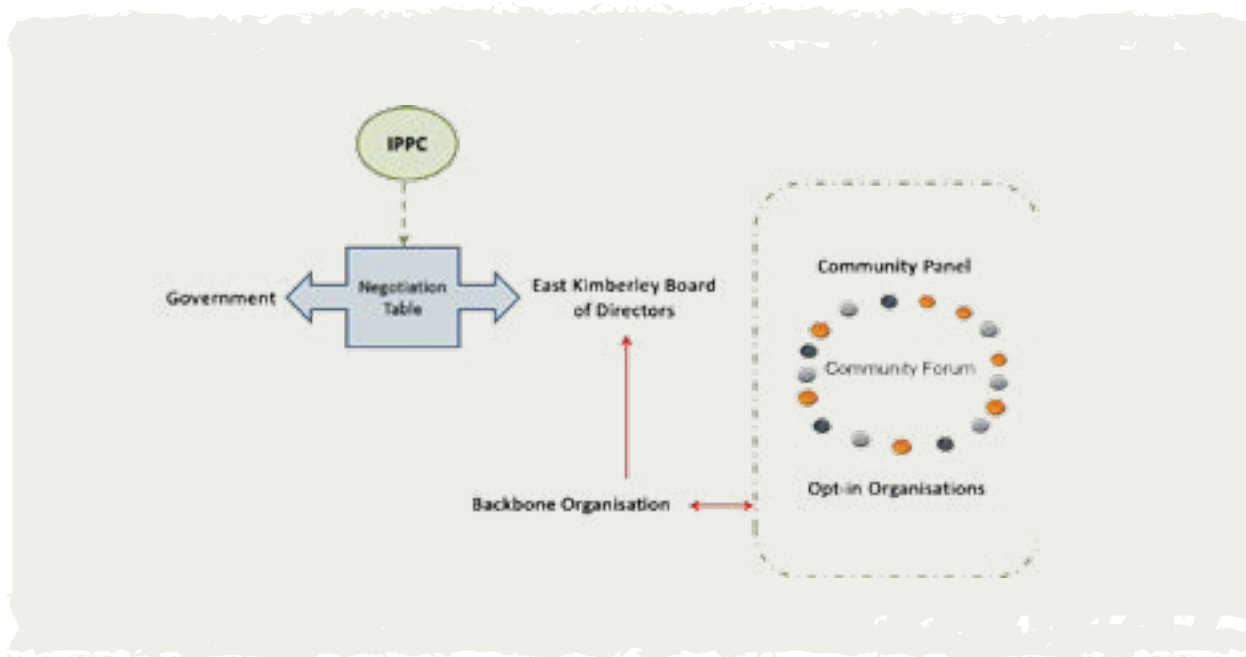 IPPC
Government
Negotiation
Table
East Kimberley Board
of Directors
Community Panel
Community Forum
Opt-in Organisations
Backbone Organisation